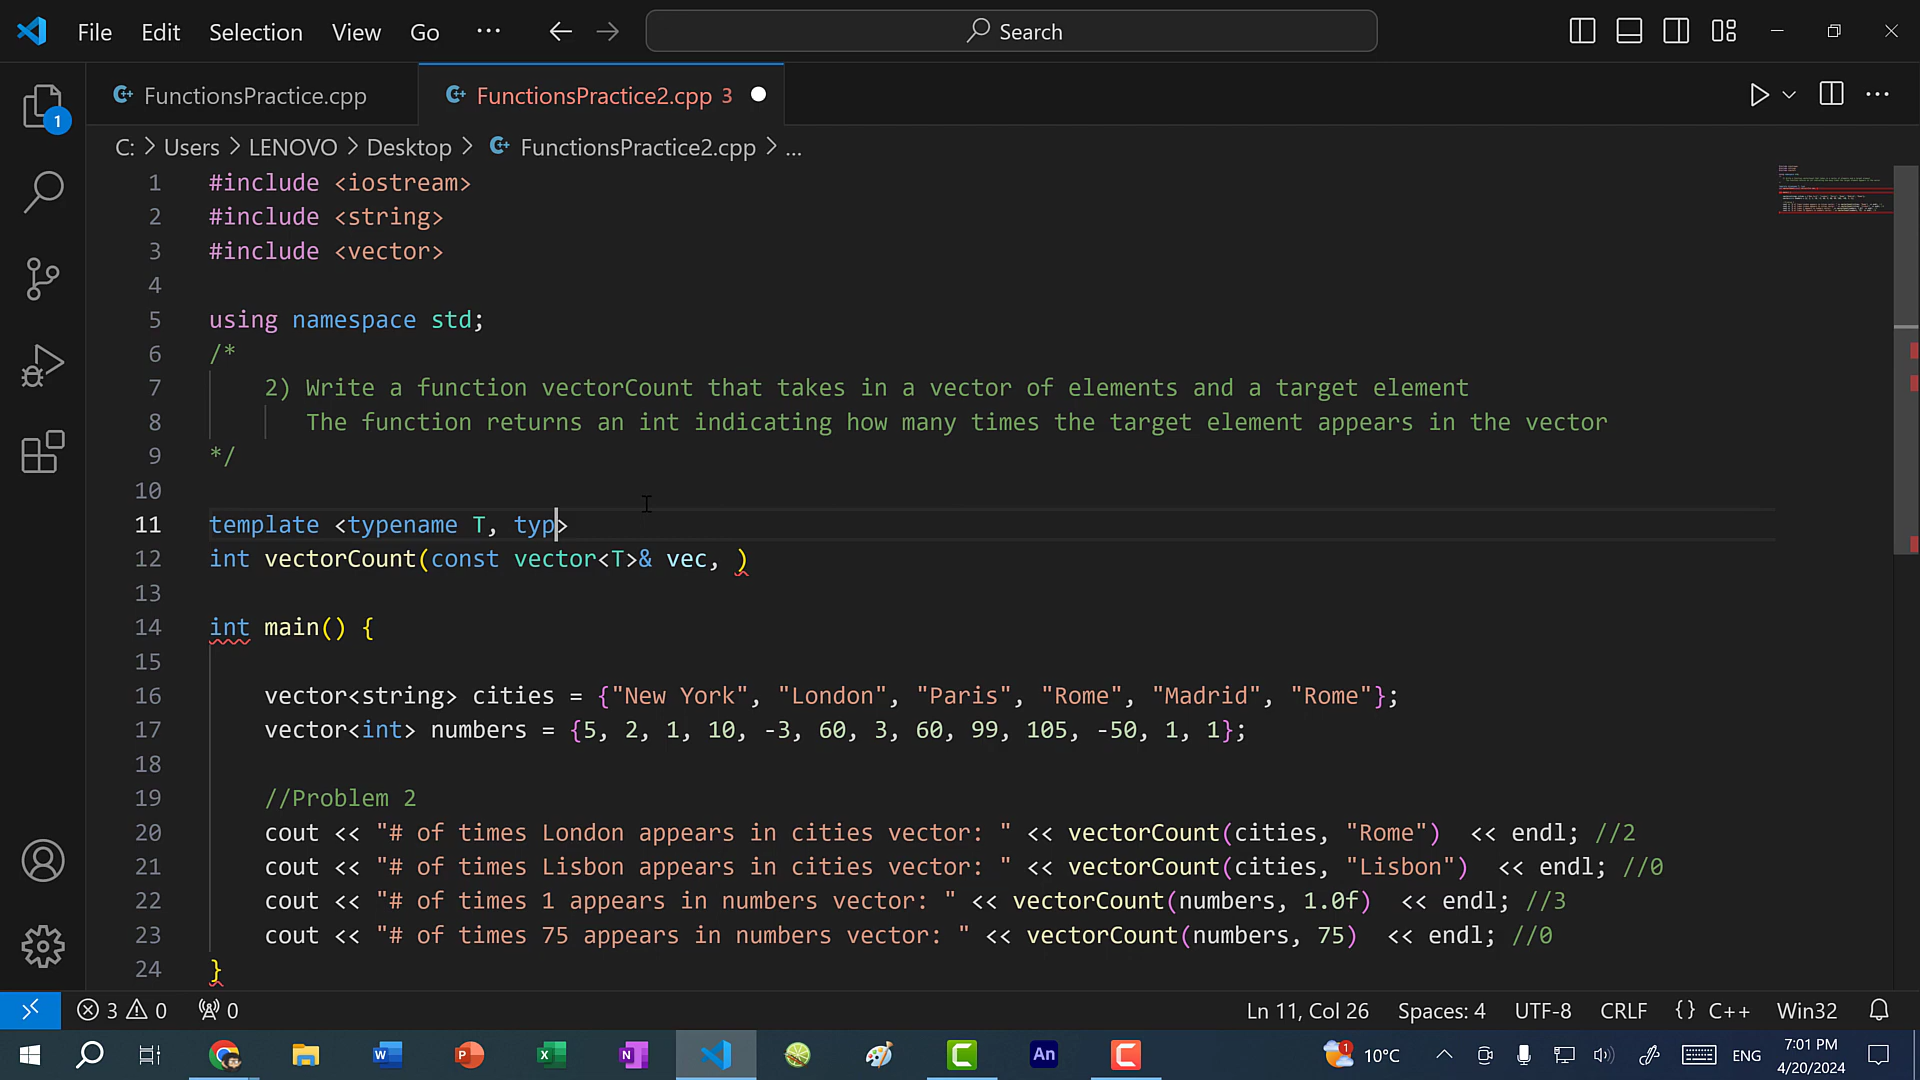 File Edit Selection View Go ... Search
FunctionsPractice.cpp FunctionsPractice2.cpp 3
C: > Users > LENOVO > Desktop > FunctionsPractice2.cpp > ...
1 #include <iostream>
2 #include <string>
3 #include <vector>
4
5 using namespace std;
6 /*
7 2) Write a function vectorCount that takes in a vector of elements and a target element
8 The function returns an int indicating how many times the target element appears in the vector
9 */
10
11 template <typename T, typ>
12 int vectorCount(const vector<T>& vec, )
13
14 int main() {
15
16 vector<string> cities = {"New York", "London", "Paris", "Rome", "Madrid", "Rome"};
17 vector<int> numbers = {5, 2, 1, 10, -3, 60, 3, 60, 99, 105, -50, 1, 1};
18
19 //Problem 2
20 cout << "# of times London appears in cities vector: " << vectorCount(cities, "Rome") << endl; //2
21 cout << "# of times Lisbon appears in cities vector: " << vectorCount(cities, "Lisbon") << endl; //0
22 cout << "# of times 1 appears in numbers vector: " << vectorCount(numbers, 1.0f) << endl; //3
23 cout << "# of times 75 appears in numbers vector: " << vectorCount(numbers, 75) << endl; //0
24 }
1
3 0 0 Ln 11, Col 26 Spaces: 4 UTF-8 CRLF {} C++ Win32
W P X N An C C 1 10°C ENG 7:01 PM
4/20/2024